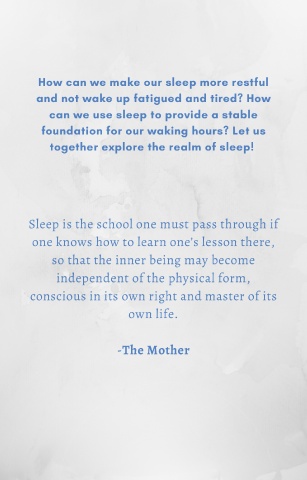 How can we make our sleep more restful
and not wake up fatigued and tired? How
can we use sleep to provide a stable
foundation for our waking hours? Let us
together explore the realm of sleep!
Sleep is the school one must pass through if
one knows how to learn one's lesson there,
so that the inner being may become
independent of the physical form,
conscious in its own right and master of its
own life.
-The Mother